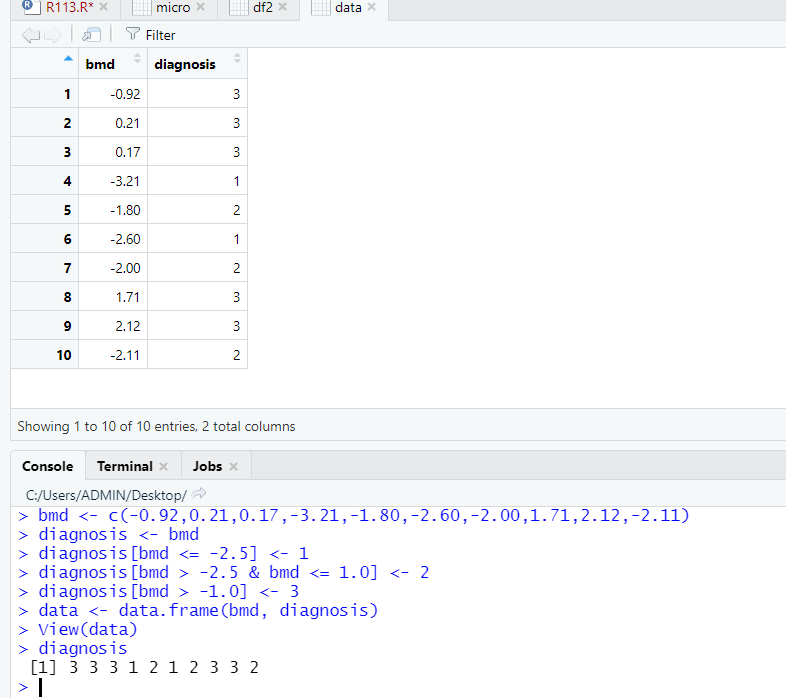 R113.R* micro df2 data
Filter
bmd diagnosis
1 -0.92 3
2 0.21 3
3 0.17 3
4 -3.21 1
5 -1.80 2
6 -2.60 1
7 -2.00 2
8 1.71 3
9 2.12 3
10 -2.11 2
Showing 1 to 10 of 10 entries, 2 total columns
Console Terminal Jobs
C:/Users/ADMIN/Desktop/
> bmd <- c(-0.92,0.21,0.17,-3.21,-1.80,-2.60,-2.00,1.71,2.12,-2.11)
> diagnosis <- bmd
> diagnosis[bmd <= -2.5] <- 1
> diagnosis[bmd > -2.5 & bmd <= 1.0] <- 2
> diagnosis[bmd > -1.0] <- 3
> data <- data.frame(bmd, diagnosis)
> View(data)
> diagnosis
[1] 3 3 3 1 2 1 2 3 3 2
>